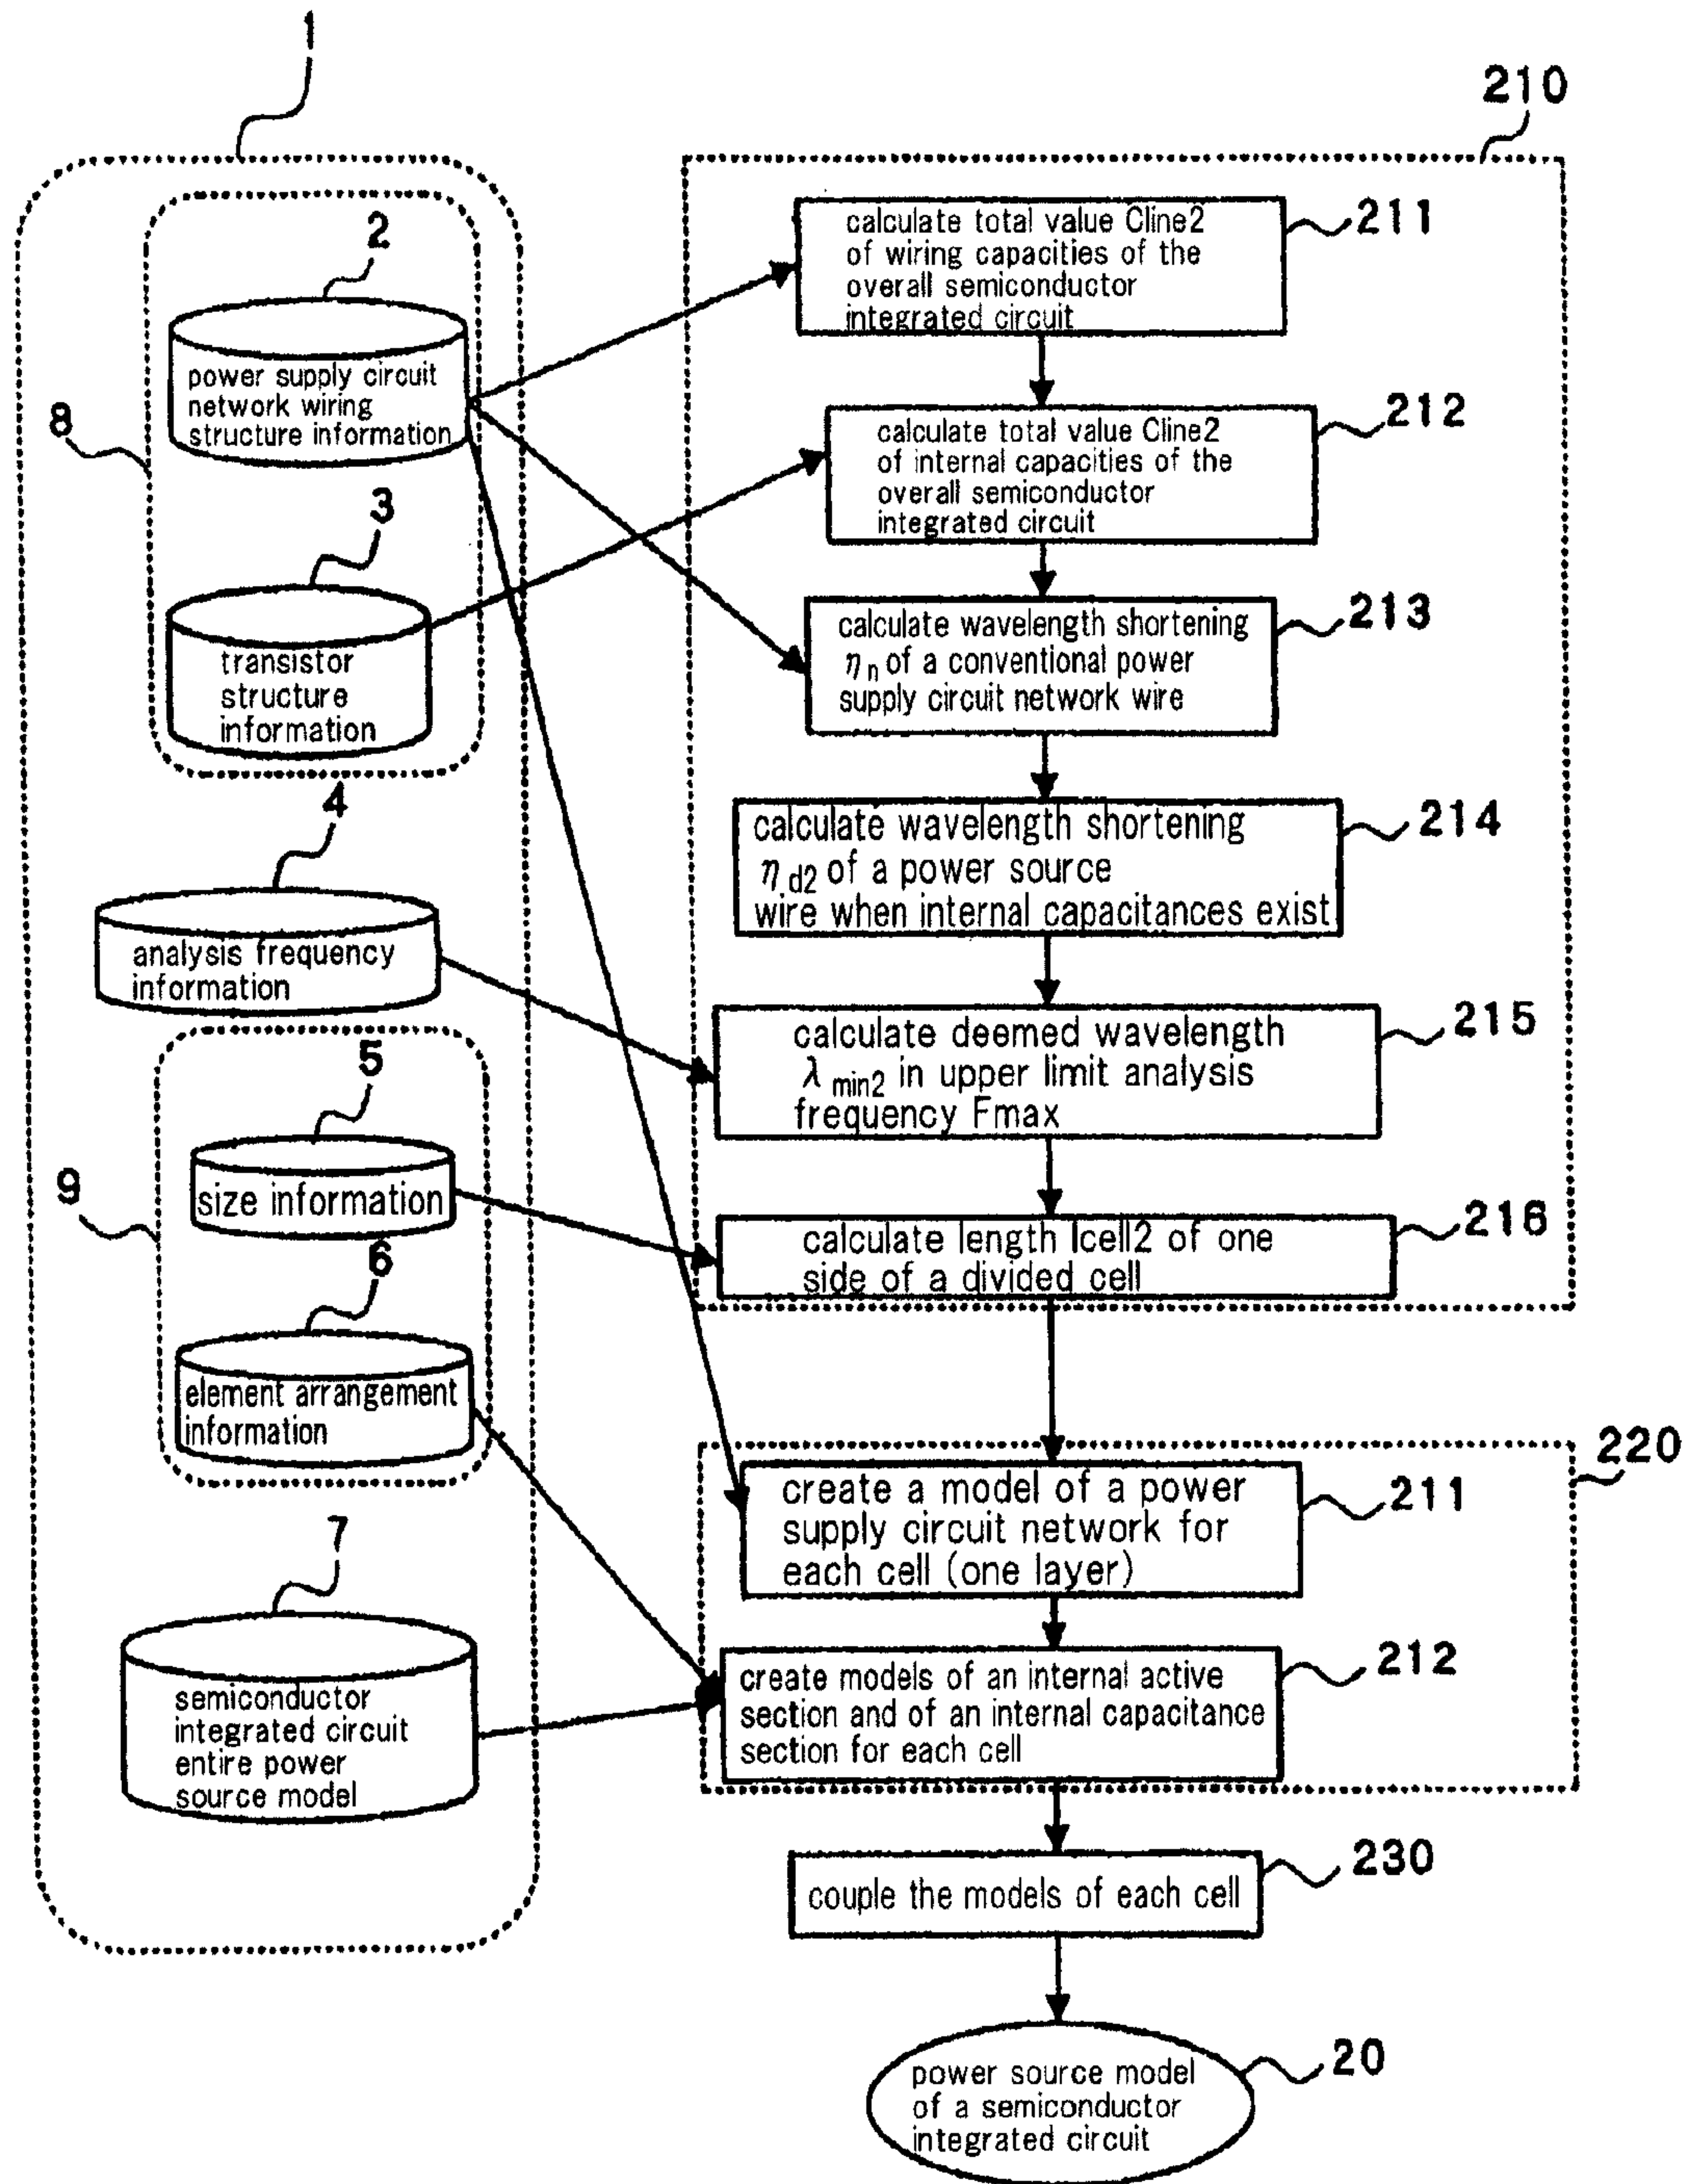 1
210
2
power supply circuit
network wiring
structure information
8
3
transistor
structure
information
4
analysis frequency
information
5
size information
9
6
element arrangement
information
7
semiconductor
integrated circuit
entire power
source model
calculate total value Cline2
of wiring capacities of the
overall semiconductor
integrated circuit
211
calculate total value Cline2
of internal capacities of the
overall semiconductor
integrated circuit
212
calculate wavelength shortening
ηn of a conventional power
supply circuit network wire
213
calculate wavelength shortening
ηd2 of a power source
wire when internal capacitances exist
214
calculate deemed wavelength
λmin2 in upper limit analysis
frequency Fmax
215
calculate length lcell2 of one
side of a divided cell
216
220
create a model of a power
supply circuit network for
each cell (one layer)
211
create models of an internal active
section and of an internal capacitance
section for each cell
212
couple the models of each cell
230
power source model
of a semiconductor
integrated circuit
20